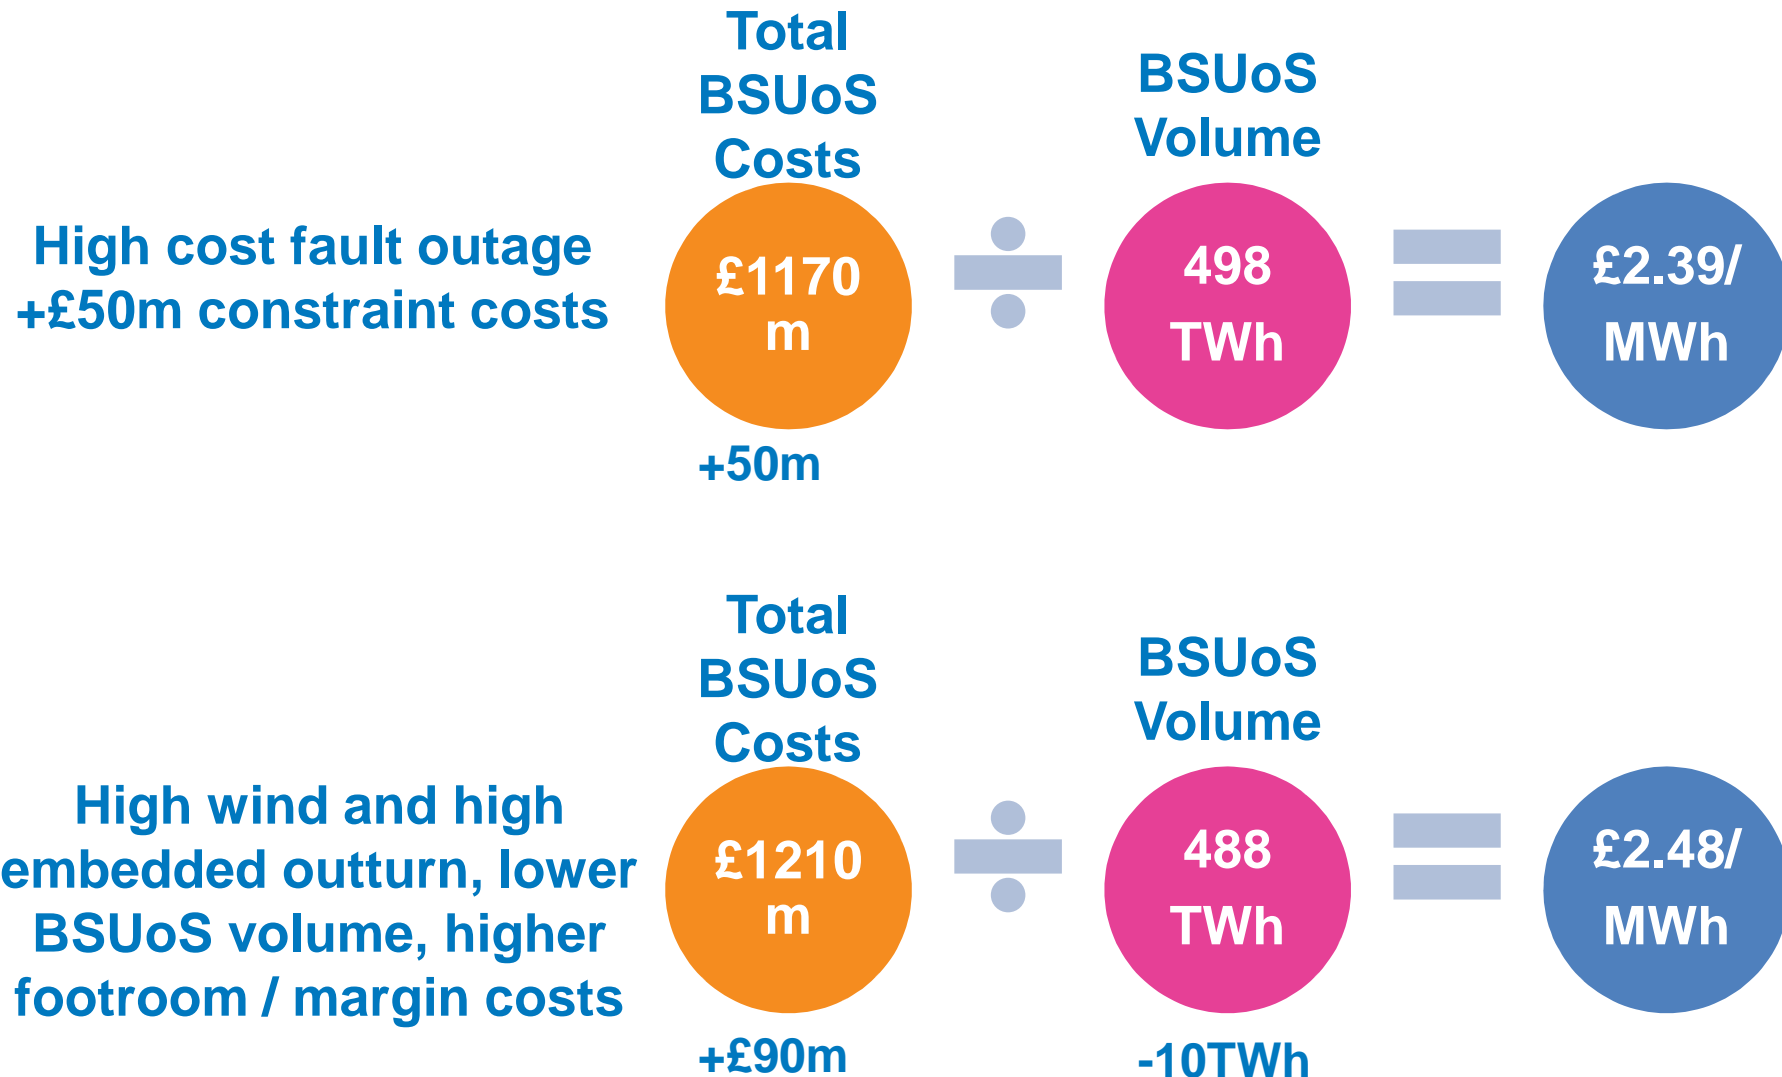 Total
BSUoS
Costs
BSUoS
Volume
High cost fault outage
+£50m constraint costs
£1170
m
498
TWh
£2.39/
MWh
+50m
Total
BSUoS
Costs
BSUoS
Volume
High wind and high
embedded outturn, lower
BSUoS volume, higher
footroom / margin costs
£1210
m
488
TWh
£2.48/
MWh
+£90m
-10TWh